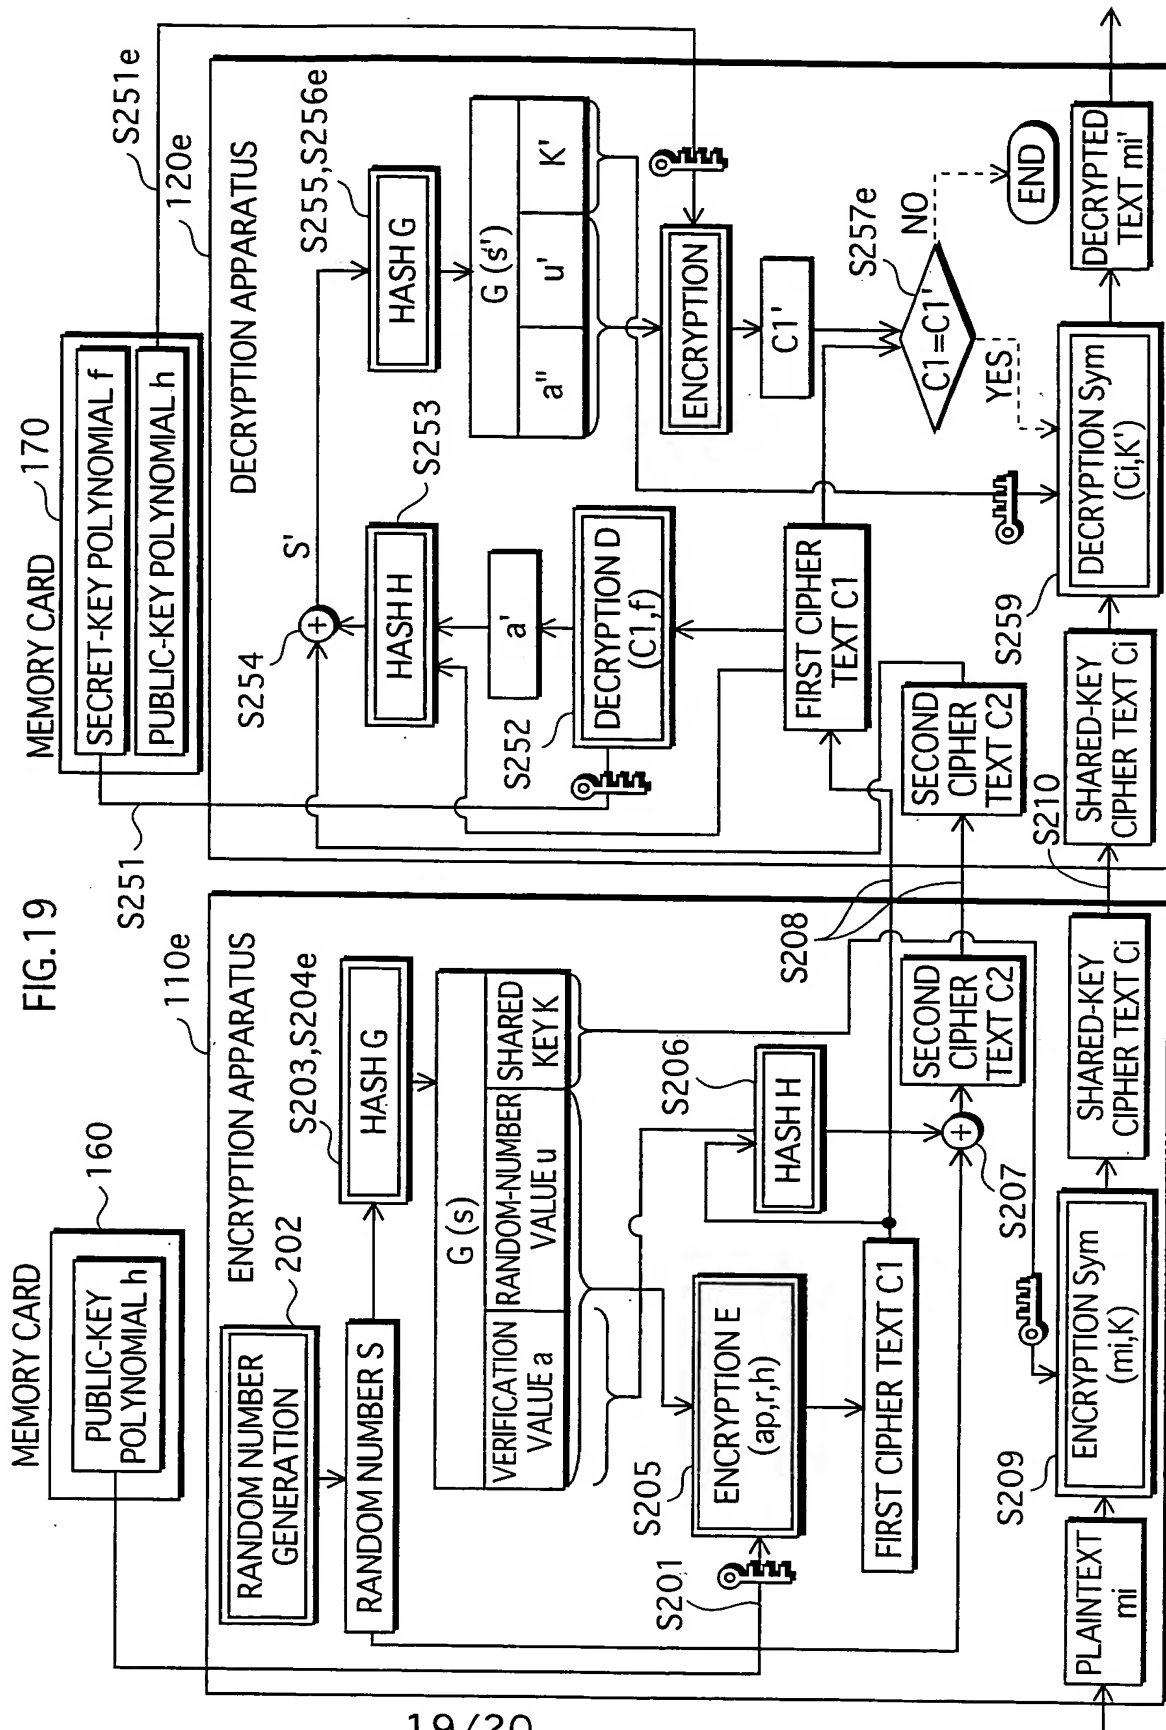 FIG.19
MEMORY CARD
160
PUBLIC-KEY
POLYNOMIAL h
110e
ENCRYPTION APPARATUS
202
RANDOM NUMBER
GENERATION
RANDOM NUMBER S
S203,S204e
HASH G
G (s)
VERIFICATION
VALUE a
RANDOM-NUMBER
VALUE u
SHARED
KEY K
S201
S205
ENCRYPTION E
(ap,r,h)
S206
HASH H
FIRST CIPHER TEXT C1
S207
SECOND
CIPHER
TEXT C2
S208
PLAINTEXT
mi
S209
ENCRYPTION Sym
(mi,K)
SHARED-KEY
CIPHER TEXT Ci
S210
MEMORY CARD
170
SECRET-KEY POLYNOMIAL f
PUBLIC-KEY POLYNOMIAL h
S251
S251e
120e
DECRYPTION APPARATUS
S254
S'
S255,S256e
HASH G
HASH H
S253
G (s')
a''
u'
K'
a'
S252
DECRYPTION D
(C1,f)
ENCRYPTION
C1'
FIRST CIPHER
TEXT C1
S257e
C1=C1'
NO
END
YES
SECOND
CIPHER
TEXT C2
SHARED-KEY
CIPHER TEXT Ci
S259
DECRYPTION Sym
(Ci,K')
DECRYPTED
TEXT mi'
19/20